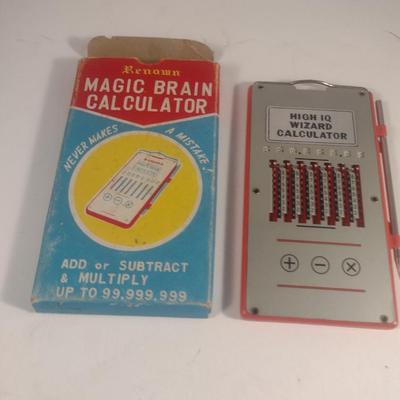 Renown
MAGIC BRAIN
CALCULATOR
NEVER MAKES
A MISTAKE!
ADD or SUBTRACT
& MULTIPLY
UP TO 99,999,999
HIGH IQ
WIZARD
CALCULATOR
+ − ×